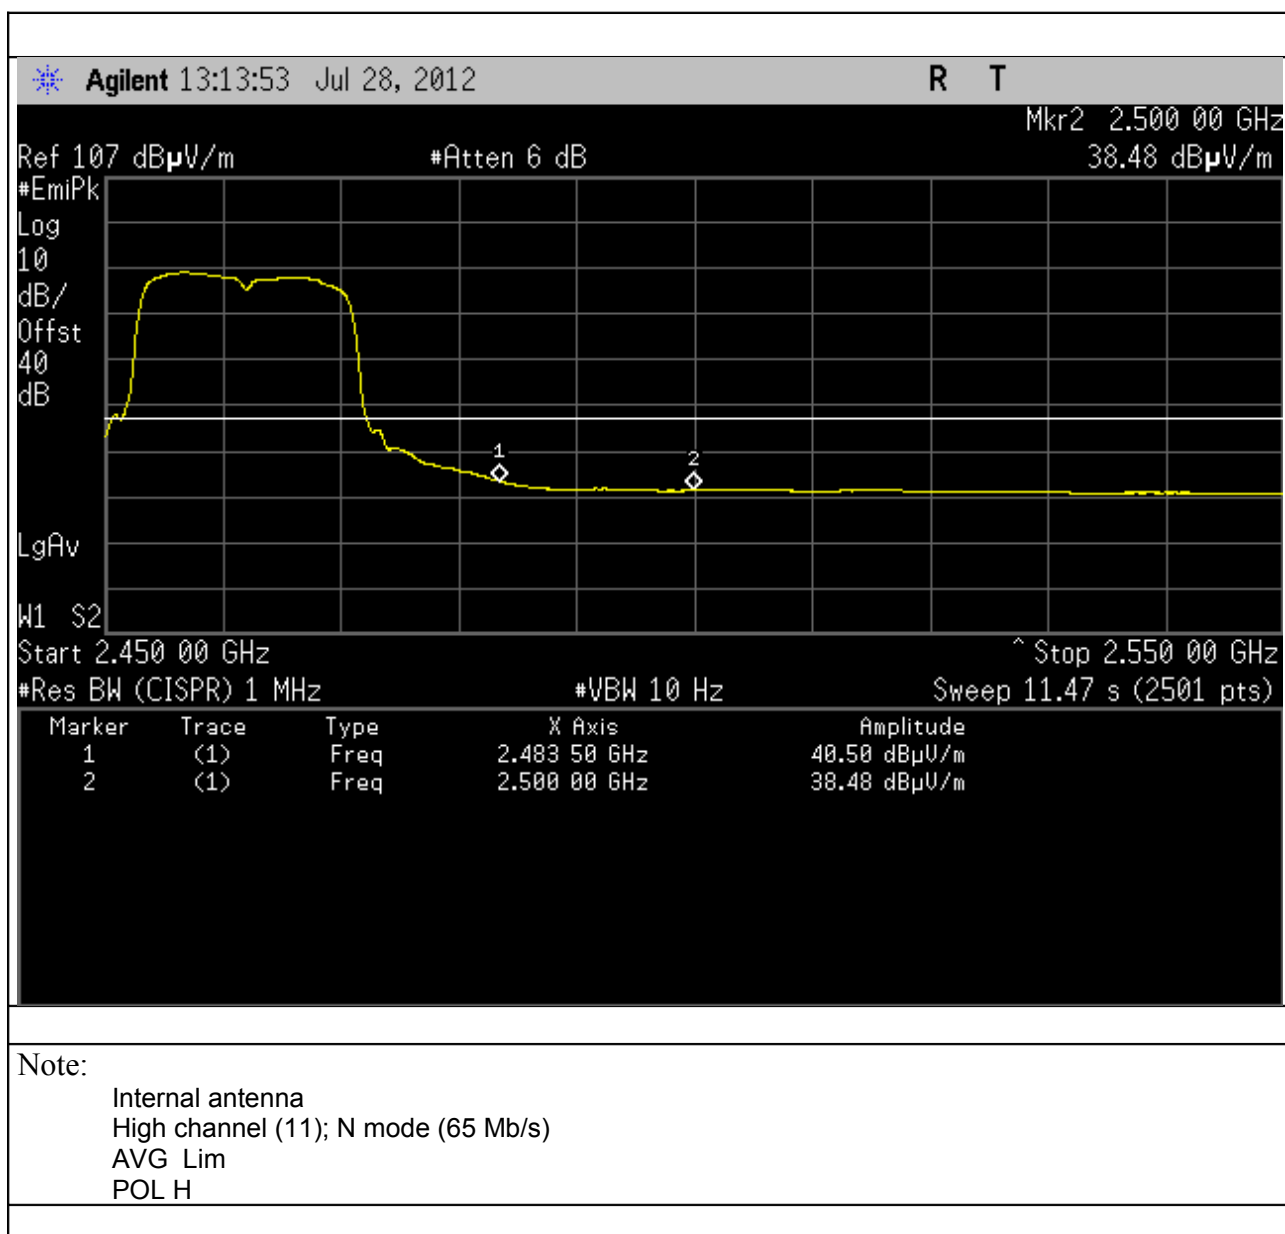 Agilent 13:13:53 Jul 28, 2012 R T
Mkr2 2.500 00 GHz
Ref 107 dBµV/m #Atten 6 dB 38.48 dBµV/m
#EmiPk
Log
10
dB/
Offst
40
dB
1
2
LgAv
W1 S2
Start 2.450 00 GHz ^ Stop 2.550 00 GHz
#Res BW (CISPR) 1 MHz #VBW 10 Hz Sweep 11.47 s (2501 pts)
Marker Trace Type X Axis Amplitude
1 (1) Freq 2.483 50 GHz 40.50 dBµV/m
2 (1) Freq 2.500 00 GHz 38.48 dBµV/m
Note:
Internal antenna
High channel (11); N mode (65 Mb/s)
AVG Lim
POL H